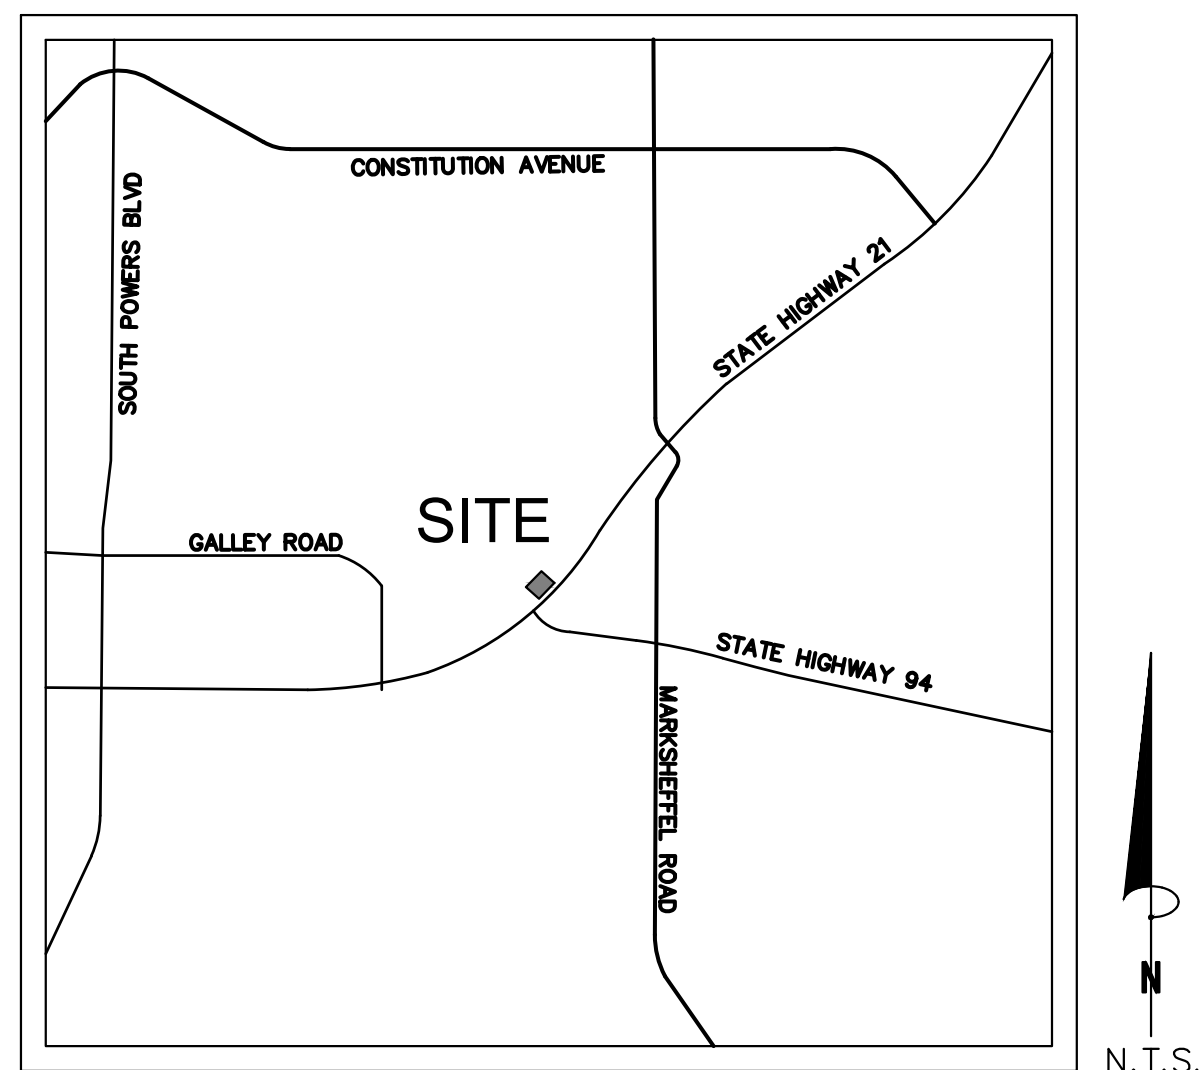 CONSTITUTION AVENUE
SOUTH POWERS BLVD
STATE HIGHWAY 21
SITE
GALLEY ROAD
STATE HIGHWAY 94
MARKSHEFFEL ROAD
N
N.T.S.